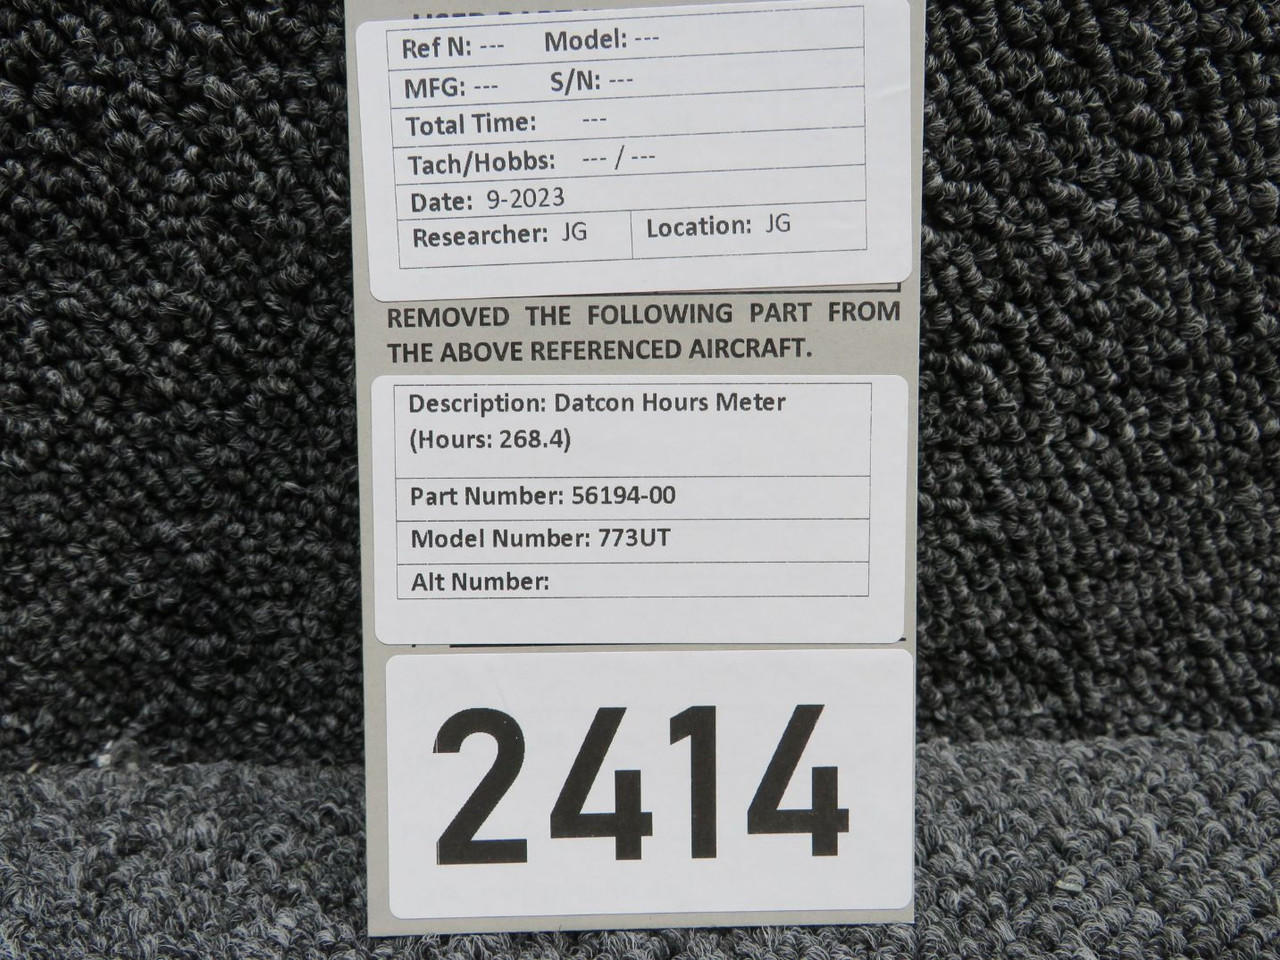 Ref N: --- Model: ---
MFG: --- S/N: ---
Total Time: ---
Tach/Hobbs: --- / ---
Date: 9-2023
Researcher: JG Location: JG
REMOVED THE FOLLOWING PART FROM
THE ABOVE REFERENCED AIRCRAFT.
Description: Datcon Hours Meter
(Hours: 268.4)
Part Number: 56194-00
Model Number: 773UT
Alt Number:
2414